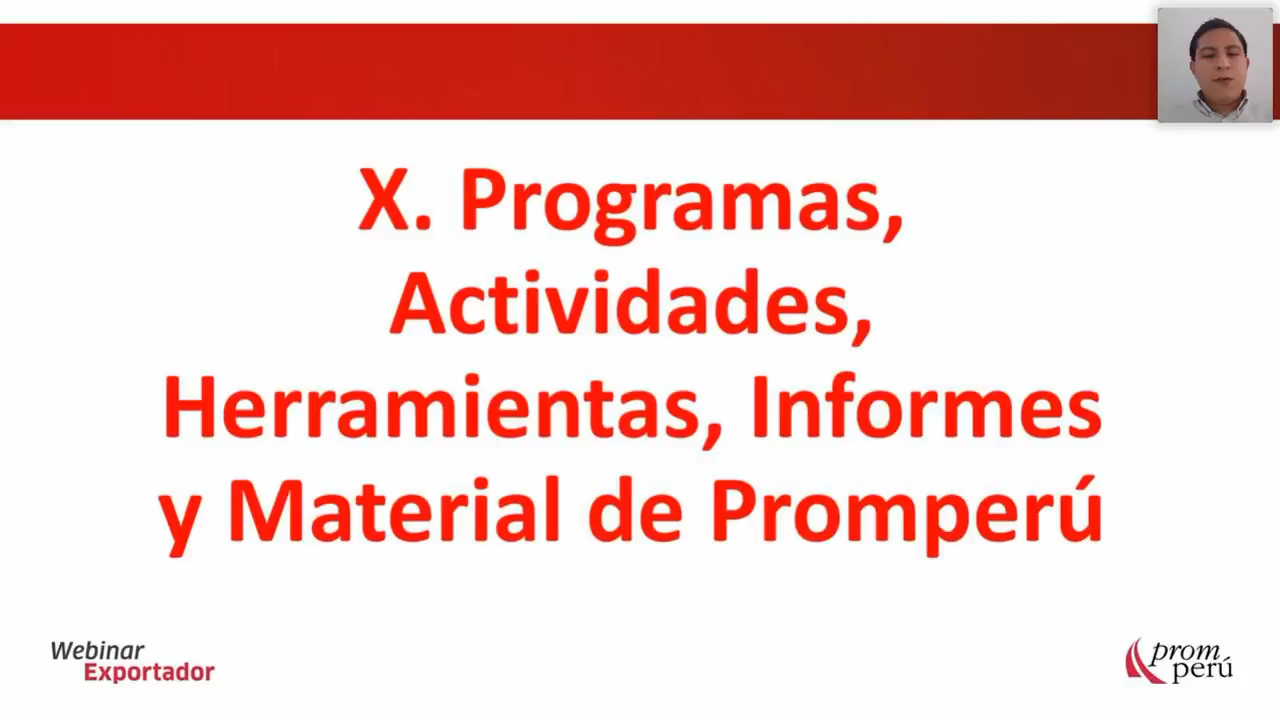 X. Programas,
Actividades,
Herramientas, Informes
y Material de Promperú
Webinar
Exportador
prom
perú